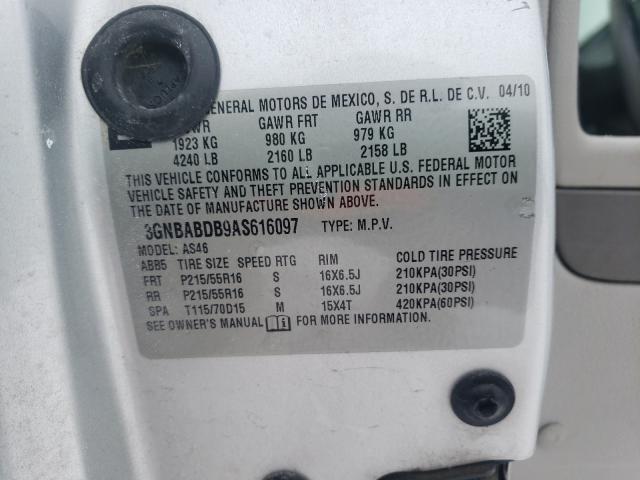 GENERAL MOTORS DE MEXICO, S. DE R.L. DE C.V. 04/10
GAWR FRT GAWR RR
1923 KG 980 KG 979 KG
4240 LB 2160 LB 2158 LB
THIS VEHICLE CONFORMS TO ALL APPLICABLE U.S. FEDERAL MOTOR
VEHICLE SAFETY AND THEFT PREVENTION STANDARDS IN EFFECT ON
THE DATE OF MANUFACTURE SHOWN ABOVE.
3GNBABDB9AS616097 TYPE: M.P.V.
MODEL: AS46
ABB5 TIRE SIZE SPEED RTG RIM COLD TIRE PRESSURE
FRT P215/55R16 S 16X6.5J 210KPA(30PSI)
RR P215/55R16 S 16X6.5J 210KPA(30PSI)
SPA T115/70D15 M 15X4T 420KPA(60PSI)
SEE OWNER'S MANUAL FOR MORE INFORMATION.